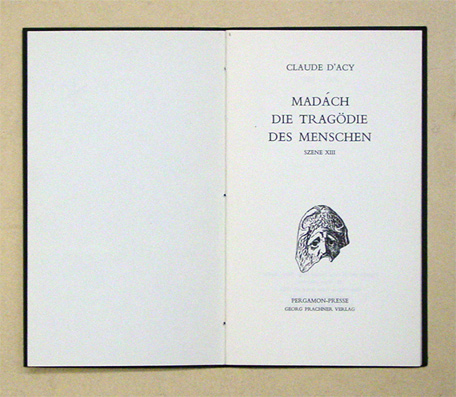 CLAUDE D'ACY
MADÁCH
DIE TRAGÖDIE
DES MENSCHEN
SZENE XIII
PERGAMON-PRESSE
GEORG PRACHNER VERLAG